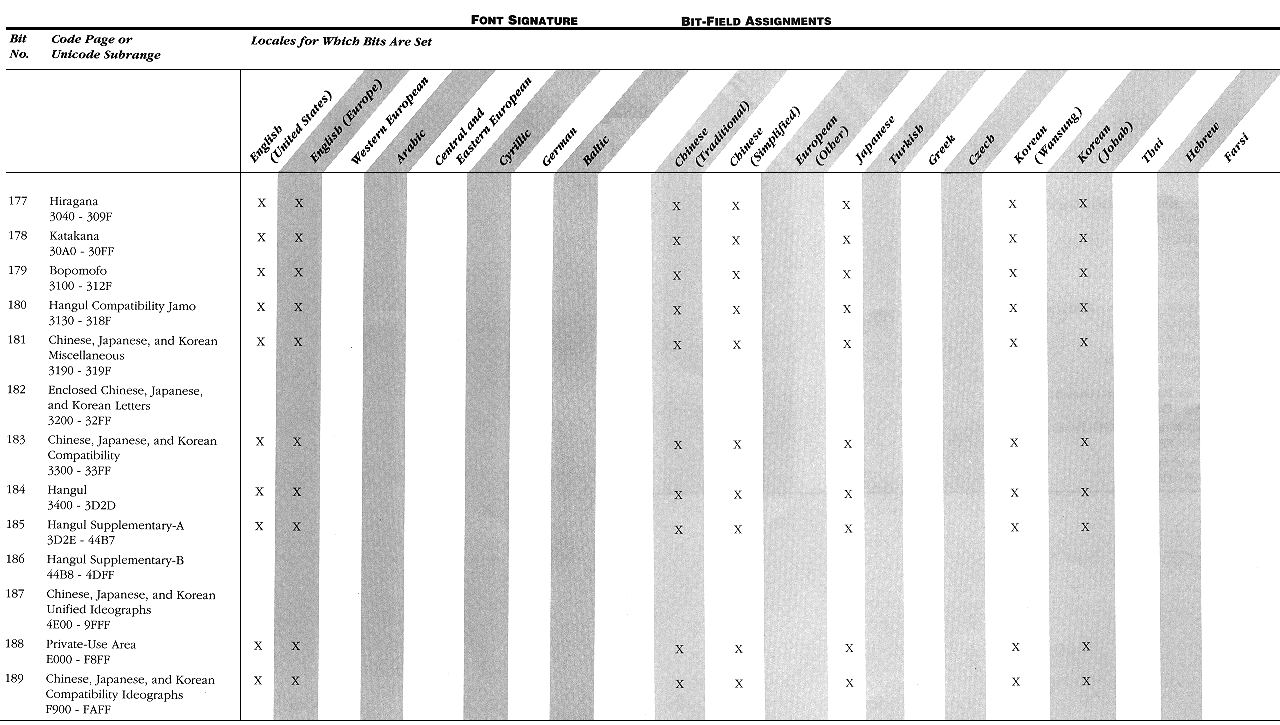 FONT SIGNATURE BIT-FIELD ASSIGNMENTS
Bit No. Code Page or Unicode Subrange Locales for Which Bits Are Set
English (United States)
English (Europe)
Western European
Arabic
Central and Eastern European
Cyrillic
German
Baltic
Chinese (Traditional)
Chinese (Simplified)
European (Other)
Japanese
Turkish
Greek
Czech
Korean (Wansung)
Korean (Johab)
Thai
Hebrew
Farsi
177 Hiragana X X X X X X X
3040 - 309F
178 Katakana X X X X X X X
30A0 - 30FF
179 Bopomofo X X X X X X X
3100 - 312F
180 Hangul Compatibility Jamo X X X X X X X
3130 - 318F
181 Chinese, Japanese, and Korean X X X X X X X
Miscellaneous
3190 - 319F
182 Enclosed Chinese, Japanese,
and Korean Letters
3200 - 32FF
183 Chinese, Japanese, and Korean X X X X X X X
Compatibility
3300 - 33FF
184 Hangul X X X X X X X
3400 - 3D2D
185 Hangul Supplementary-A X X X X X X X
3D2E - 44B7
186 Hangul Supplementary-B
44B8 - 4DFF
187 Chinese, Japanese, and Korean
Unified Ideographs
4E00 - 9FFF
188 Private-Use Area X X X X X X X
E000 - F8FF
189 Chinese, Japanese, and Korean X X X X X X X
Compatibility Ideographs
F900 - FAFF